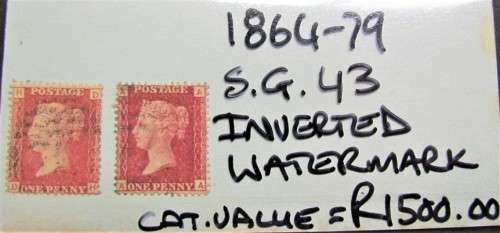 1864-79
S.G. 43
INVERTED
WATERMARK
CAT. VALUE = R1500.00
POSTAGE
ONE PENNY
POSTAGE
A
ONE PENNY
A A